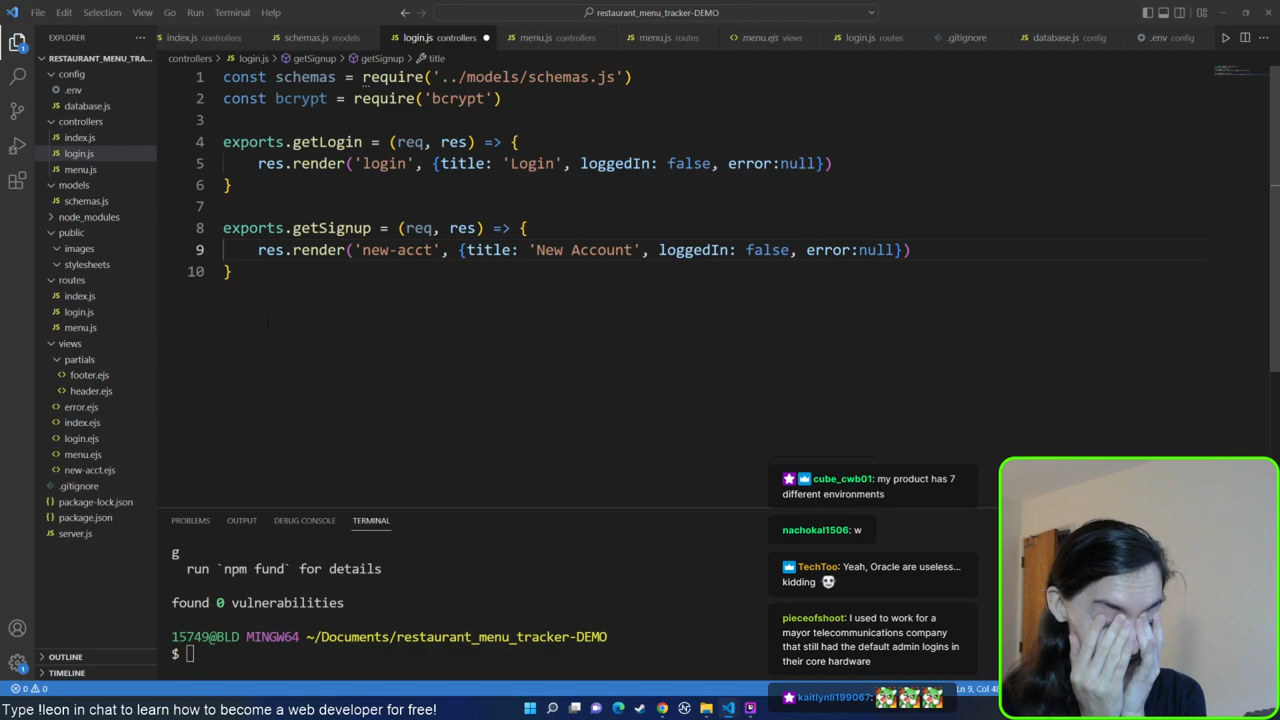 File Edit Selection View Go Run Terminal Help
restaurant_menu_tracker-DEMO
EXPLORER
index.js controllers schemas.js models login.js controllers menu.js controllers menu.js routes menu.ejs views login.js routes .gitignore database.js config .env config
RESTAURANT_MENU_TRA...
config
.env
database.js
controllers
index.js
login.js
menu.js
models
schemas.js
node_modules
public
images
stylesheets
routes
index.js
login.js
menu.js
views
partials
footer.ejs
header.ejs
error.ejs
index.ejs
login.ejs
menu.ejs
new-acct.ejs
.gitignore
package-lock.json
package.json
server.js
OUTLINE
TIMELINE
controllers > login.js > getSignup > getSignup > title
1 const schemas = require('../models/schemas.js')
2 const bcrypt = require('bcrypt')
3
4 exports.getLogin = (req, res) => {
5 res.render('login', {title: 'Login', loggedIn: false, error:null})
6 }
7
8 exports.getSignup = (req, res) => {
9 res.render('new-acct', {title: 'New Account', loggedIn: false, error:null})
10 }
PROBLEMS OUTPUT DEBUG CONSOLE TERMINAL
g
run `npm fund` for details
found 0 vulnerabilities
15749@BLD MINGW64 ~/Documents/restaurant_menu_tracker-DEMO
$
cube_cwb01: my product has 7
different environments
nachokal1506: w
TechToo: Yeah, Oracle are useless...
kidding
pieceofshoot: I used to work for a
mayor telecommunications company
that still had the default admin logins in
their core hardware
kaitlynli199067:
0 0
Ln 9, Col 48
Type !leon in chat to learn how to become a web developer for free!